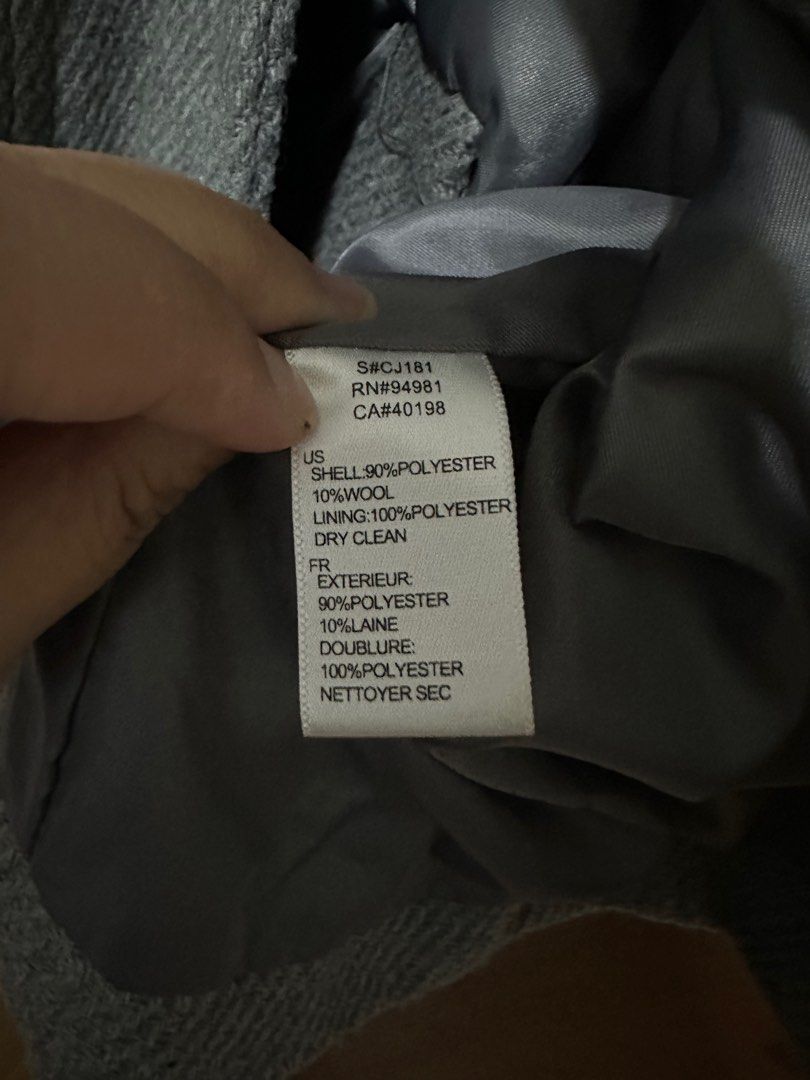 S#CJ181
RN#94981
CA#40198
US
SHELL:90%POLYESTER
10%WOOL
LINING:100%POLYESTER
DRY CLEAN
FR
EXTERIEUR:
90%POLYESTER
10%LAINE
DOUBLURE:
100%POLYESTER
NETTOYER SEC